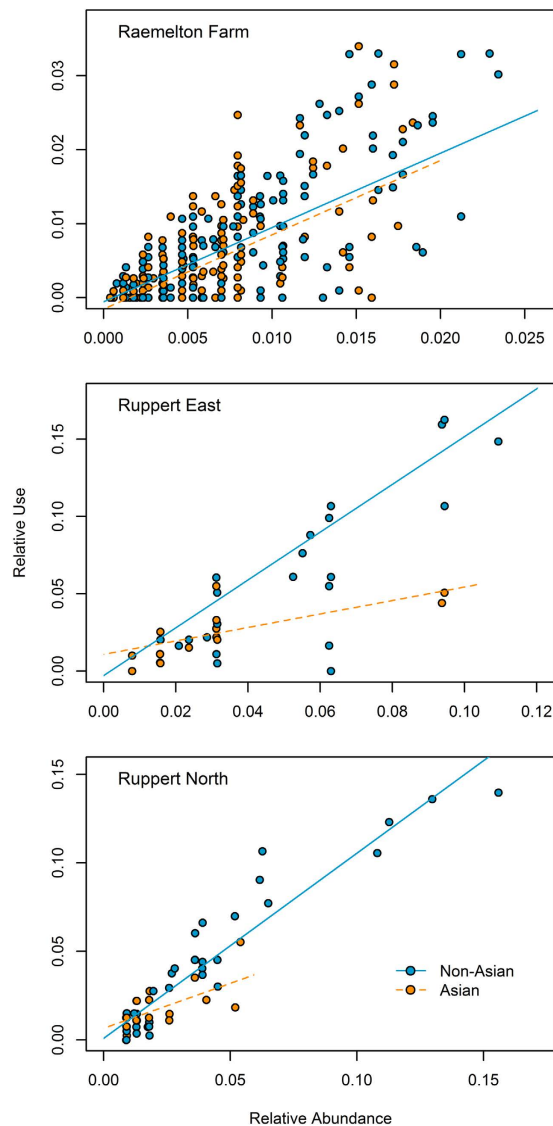 Raemelton Farm
0.03
0.02
0.01
0.00
0.000 0.005 0.010 0.015 0.020 0.025
Ruppert East
0.15
0.10
0.05
0.00
0.00 0.02 0.04 0.06 0.08 0.10 0.12
Relative Use
Ruppert North
0.15
0.10
0.05
0.00
Non-Asian
Asian
0.00 0.05 0.10 0.15
Relative Abundance